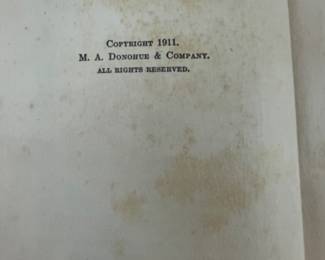 Copyright 1911.
M. A. Donohue & Company.
ALL RIGHTS RESERVED.